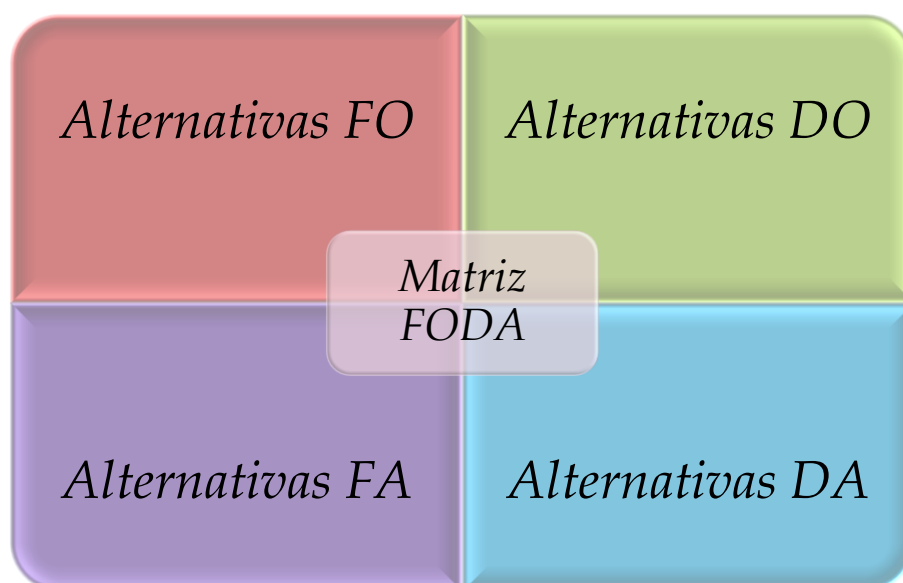 Alternativas FO
Alternativas DO
Matriz
FODA
Alternativas FA
Alternativas DA